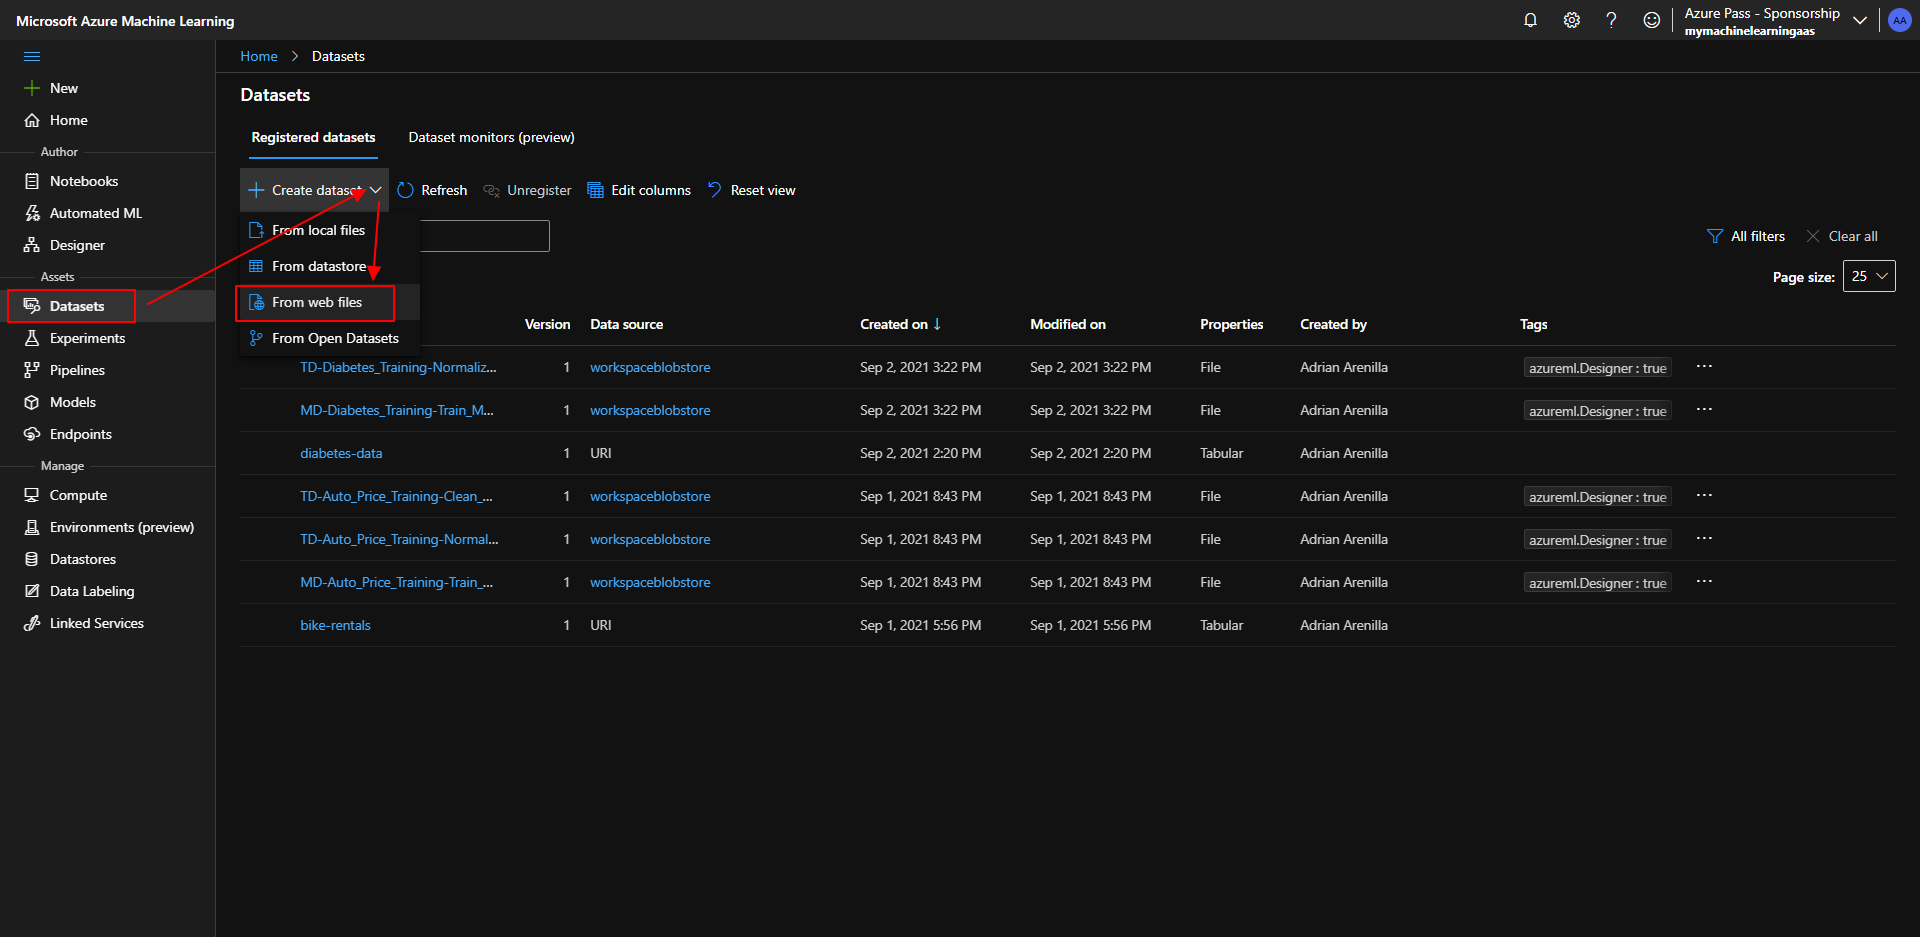 Microsoft Azure Machine Learning
Azure Pass - Sponsorship
mymachinelearningaas
AA
New
Home
Author
Notebooks
Automated ML
Designer
Assets
Datasets
Experiments
Pipelines
Models
Endpoints
Manage
Compute
Environments (preview)
Datastores
Data Labeling
Linked Services
Home > Datasets
Datasets
Registered datasets Dataset monitors (preview)
Create dataset Refresh Unregister Edit columns Reset view
From local files
From datastore
From web files
From Open Datasets
All filters Clear all
Page size: 25
Version Data source Created on ↓ Modified on Properties Created by Tags
TD-Diabetes_Training-Normaliz... 1 workspaceblobstore Sep 2, 2021 3:22 PM Sep 2, 2021 3:22 PM File Adrian Arenilla azureml.Designer : true ...
MD-Diabetes_Training-Train_M... 1 workspaceblobstore Sep 2, 2021 3:22 PM Sep 2, 2021 3:22 PM File Adrian Arenilla azureml.Designer : true ...
diabetes-data 1 URI Sep 2, 2021 2:20 PM Sep 2, 2021 2:20 PM Tabular Adrian Arenilla
TD-Auto_Price_Training-Clean_... 1 workspaceblobstore Sep 1, 2021 8:43 PM Sep 1, 2021 8:43 PM File Adrian Arenilla azureml.Designer : true ...
TD-Auto_Price_Training-Normal... 1 workspaceblobstore Sep 1, 2021 8:43 PM Sep 1, 2021 8:43 PM File Adrian Arenilla azureml.Designer : true ...
MD-Auto_Price_Training-Train_... 1 workspaceblobstore Sep 1, 2021 8:43 PM Sep 1, 2021 8:43 PM File Adrian Arenilla azureml.Designer : true ...
bike-rentals 1 URI Sep 1, 2021 5:56 PM Sep 1, 2021 5:56 PM Tabular Adrian Arenilla